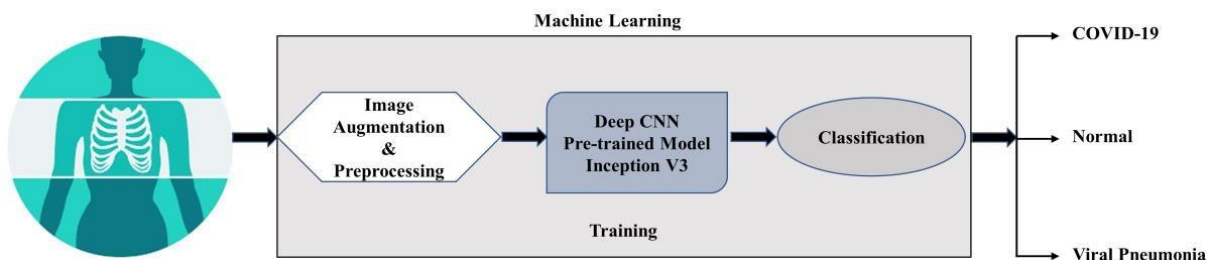 Machine Learning
Image
Augmentation
&
Preprocessing
Deep CNN
Pre-trained Model
Inception V3
Classification
Training
COVID-19
Normal
Viral Pneumonia